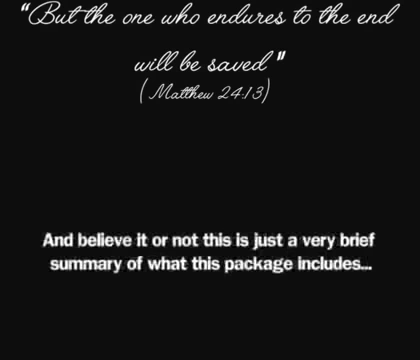 "But the one who endures to the end
will be saved"
(Matthew 24:13)
And believe it or not this is just a very brief
summary of what this package includes...